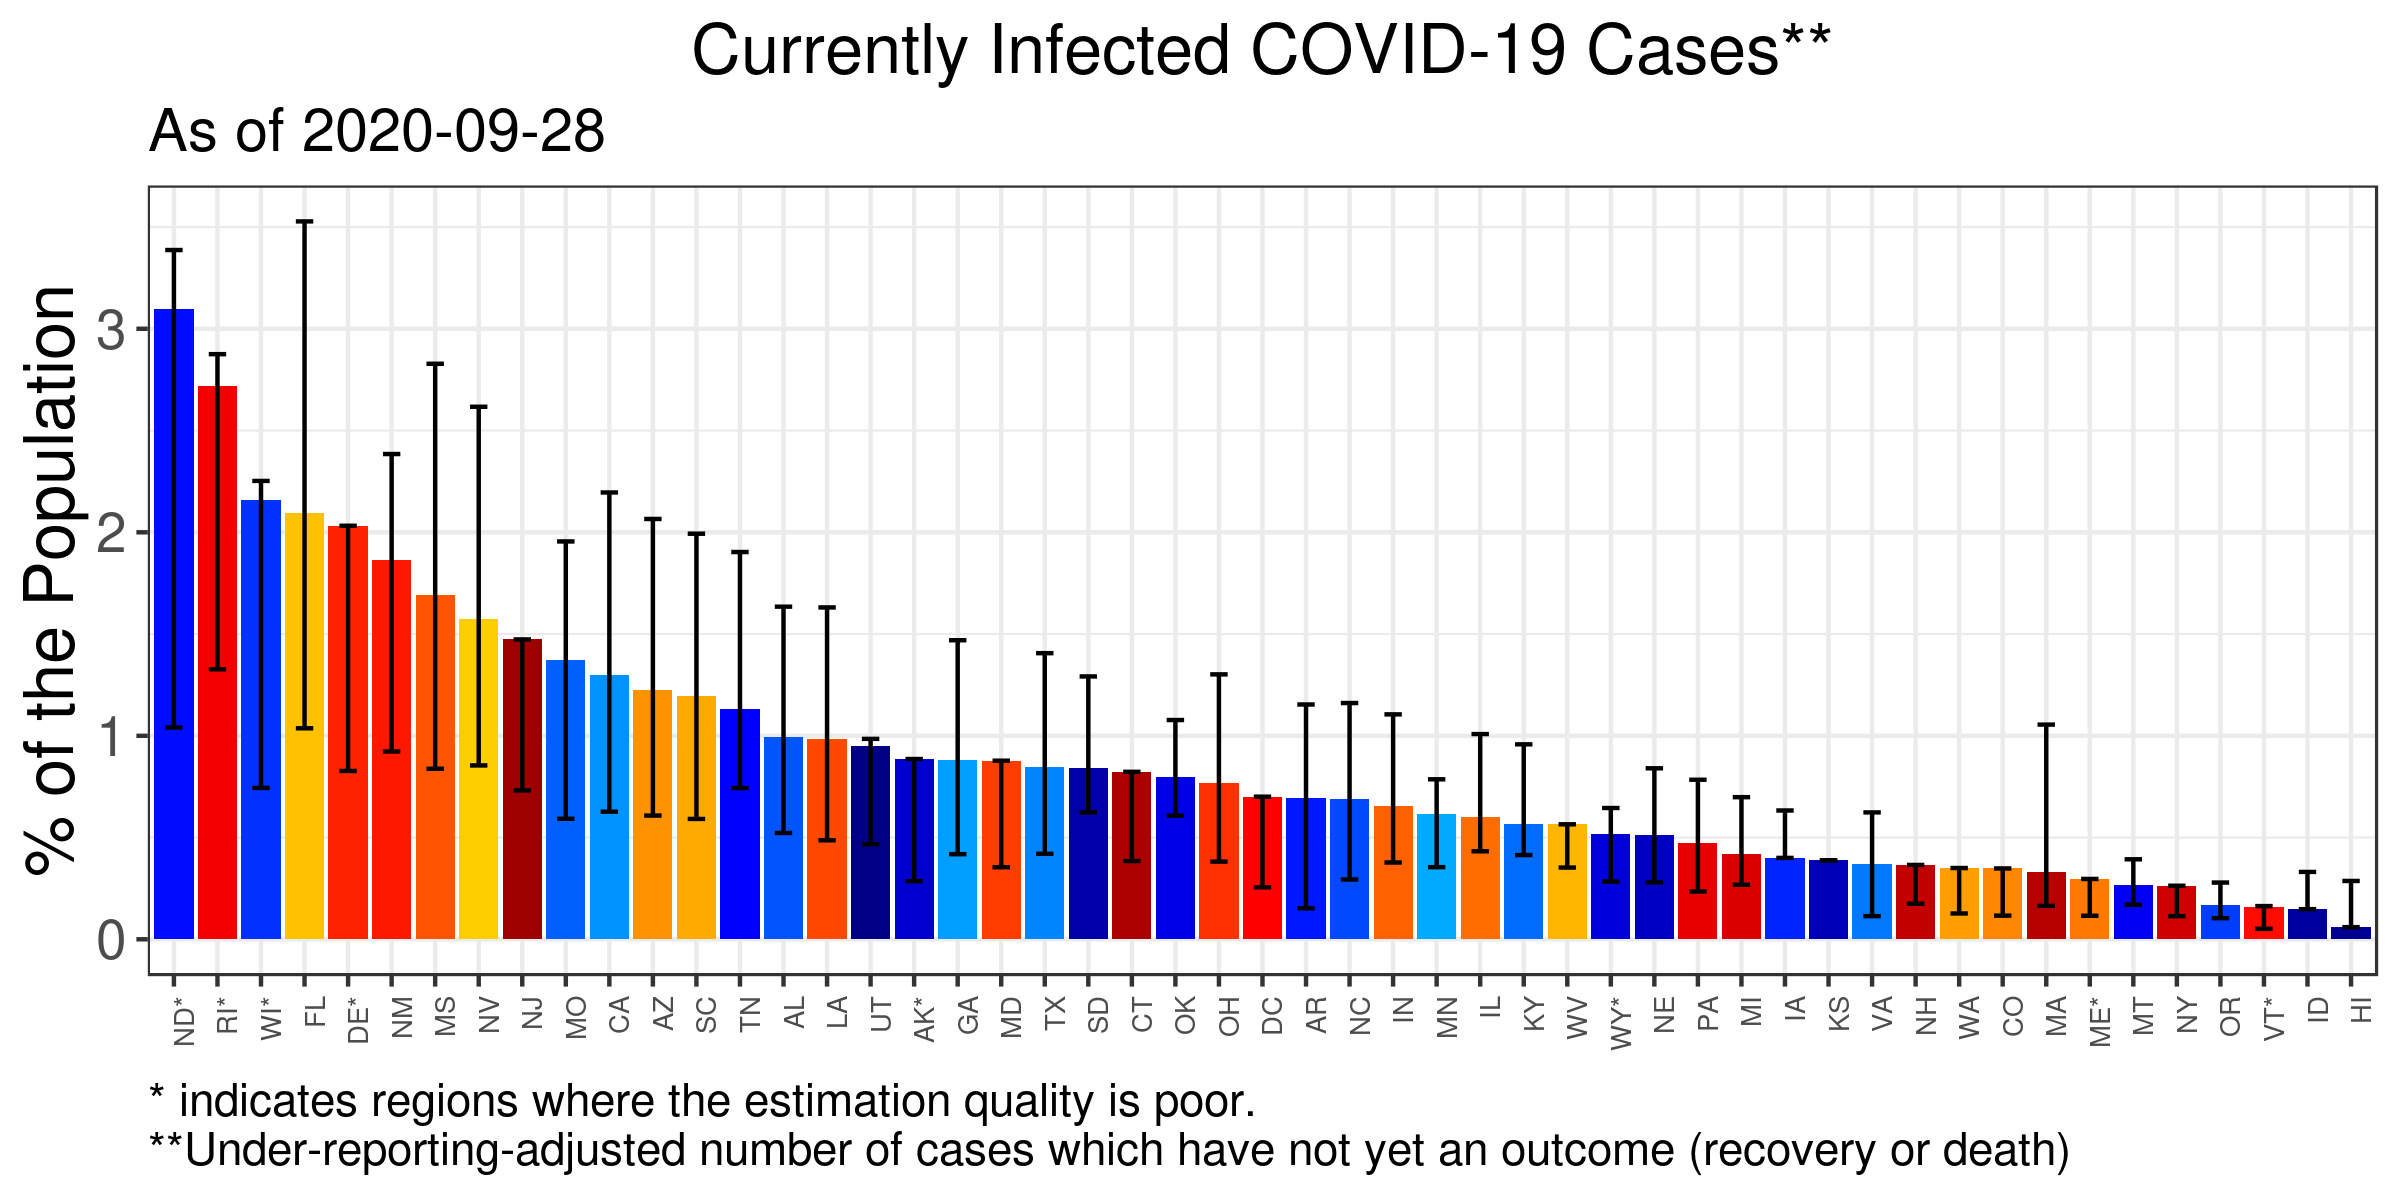 Currently Infected COVID-19 Cases**
As of 2020-09-28
% of the Population
3
2
1
0
ND* RI* WI* FL DE* NM MS NV NJ MO CA AZ SC TN AL LA UT AK* GA MD TX SD CT OK OH DC AR NC IN MN IL KY WV WY* NE PA MI IA KS VA NH WA CO MA ME* MT NY OR VT* ID HI
* indicates regions where the estimation quality is poor.
**Under-reporting-adjusted number of cases which have not yet an outcome (recovery or death)